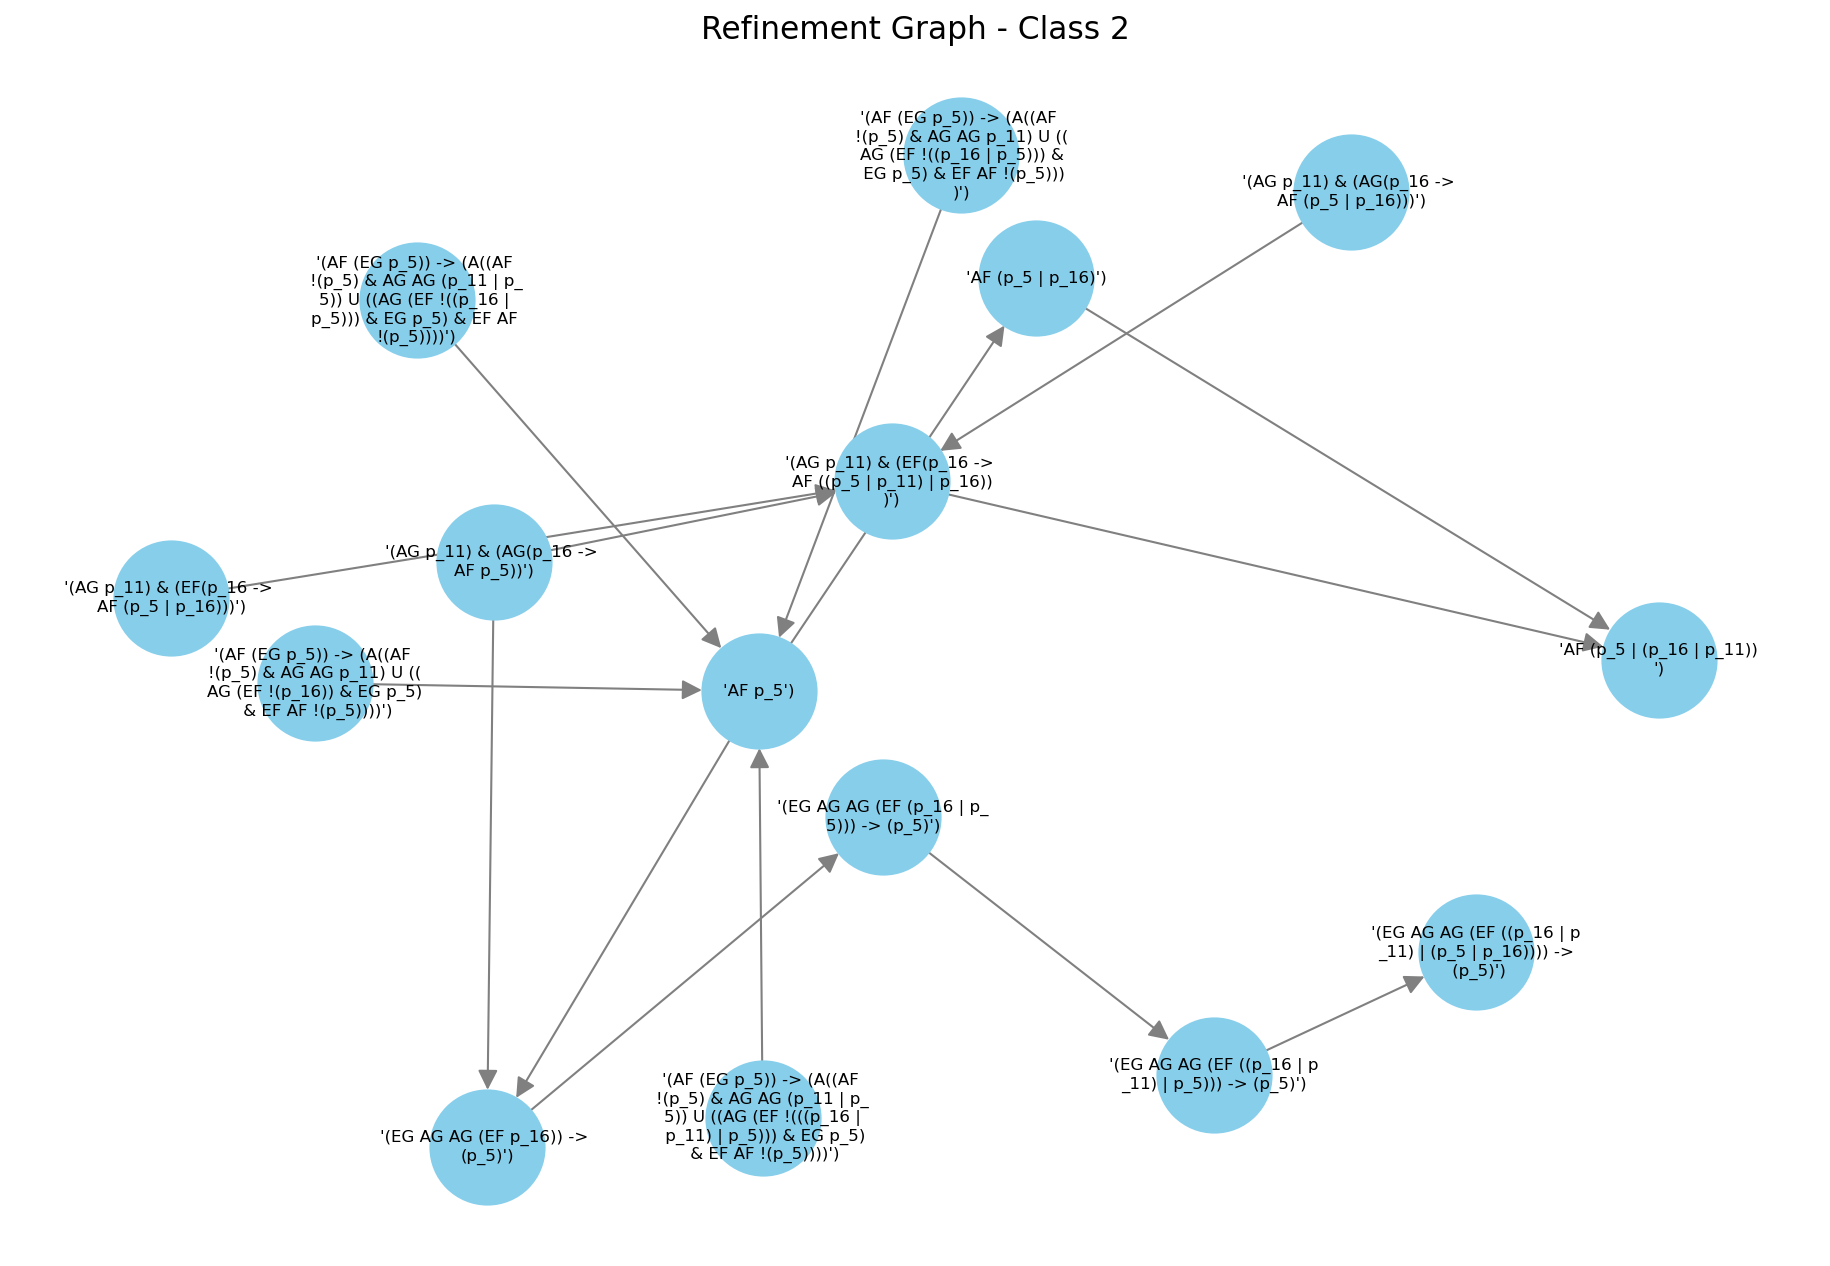 Refinement Graph - Class 2
'(AF (EG p_5)) -> (A((AF
!(p_5) & AG AG p_11) U ((
AG (EF !((p_16 | p_5))) &
EG p_5) & EF AF !(p_5)))
)')
'(AG p_11) & (AG(p_16 ->
AF (p_5 | p_16)))')
'AF (p_5 | p_16)')
'(AF (EG p_5)) -> (A((AF
!(p_5) & AG AG (p_11 | p_
5)) U ((AG (EF !((p_16 |
p_5))) & EG p_5) & EF AF
!(p_5))))')
'(AG p_11) & (EF(p_16 ->
AF ((p_5 | p_11) | p_16))
)')
'(AG p_11) & (AG(p_16 ->
AF p_5))')
'(AG p_11) & (EF(p_16 ->
AF (p_5 | p_16)))')
'(AF (EG p_5)) -> (A((AF
!(p_5) & AG AG p_11) U ((
AG (EF !(p_16)) & EG p_5)
& EF AF !(p_5))))')
'AF p_5')
'AF (p_5 | (p_16 | p_11))
')
'(EG AG AG (EF (p_16 | p_
5))) -> (p_5)')
'(EG AG AG (EF ((p_16 | p
_11) | (p_5 | p_16)))) ->
(p_5)')
'(EG AG AG (EF ((p_16 | p
_11) | p_5))) -> (p_5)')
'(AF (EG p_5)) -> (A((AF
!(p_5) & AG AG (p_11 | p_
5)) U ((AG (EF !(((p_16 |
p_11) | p_5))) & EG p_5)
& EF AF !(p_5))))')
'(EG AG AG (EF p_16)) ->
(p_5)')